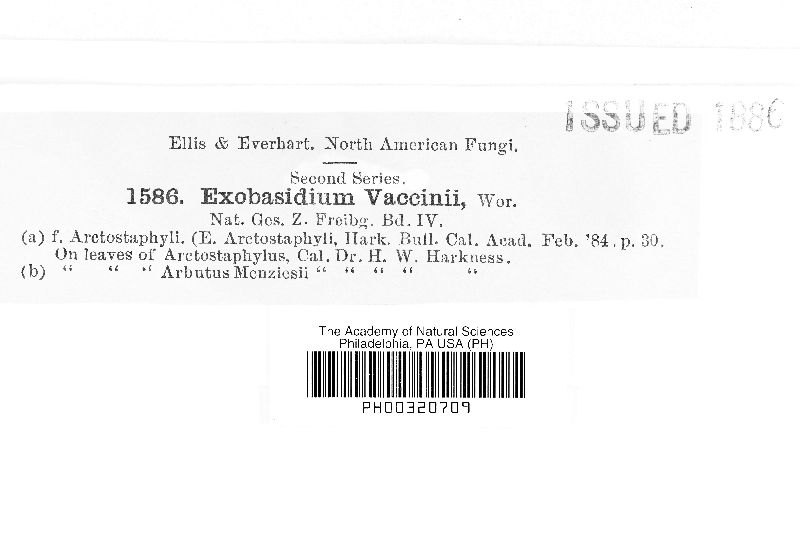 ISSUED 1886
Ellis & Everhart. North American Fungi.
Second Series.
1586. Exobasidium Vaccinii, Wor.
Nat. Ges. Z. Freibg. Bd. IV.
(a) f. Arctostaphyli. (E. Arctostaphyli, Hark. Bull. Cal. Acad. Feb. '84. p. 30.
On leaves of Arctostaphylus, Cal. Dr. H. W. Harkness.
(b) “ “ “ Arbutus Menziesii “ “ “ “ “
The Academy of Natural Sciences
Philadelphia, PA USA (PH)
PH00320709